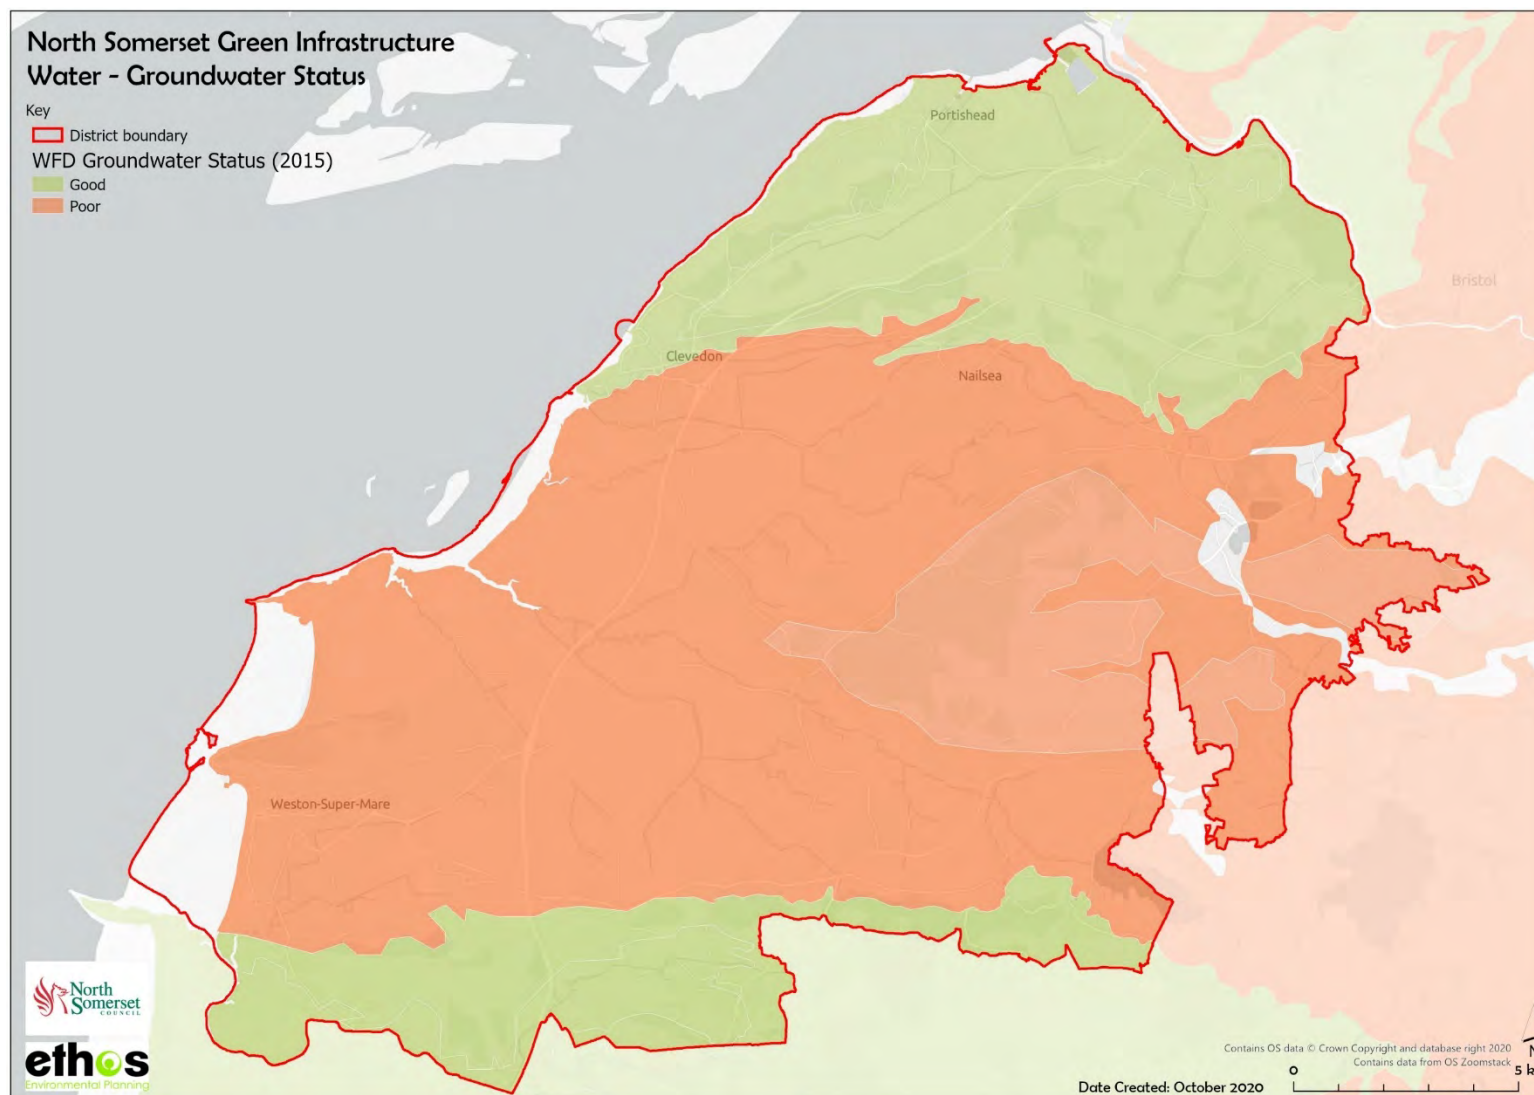 North Somerset Green Infrastructure
Water - Groundwater Status
Key
District boundary
WFD Groundwater Status (2015)
Good
Poor
Portishead
Bristol
Clevedon
Nailsea
Weston-Super-Mare
North
Somerset
COUNCIL
ethos
Environmental Planning
Contains OS data © Crown Copyright and database right 2020
Contains data from OS Zoomstack
Date Created: October 2020
0
5 k
N